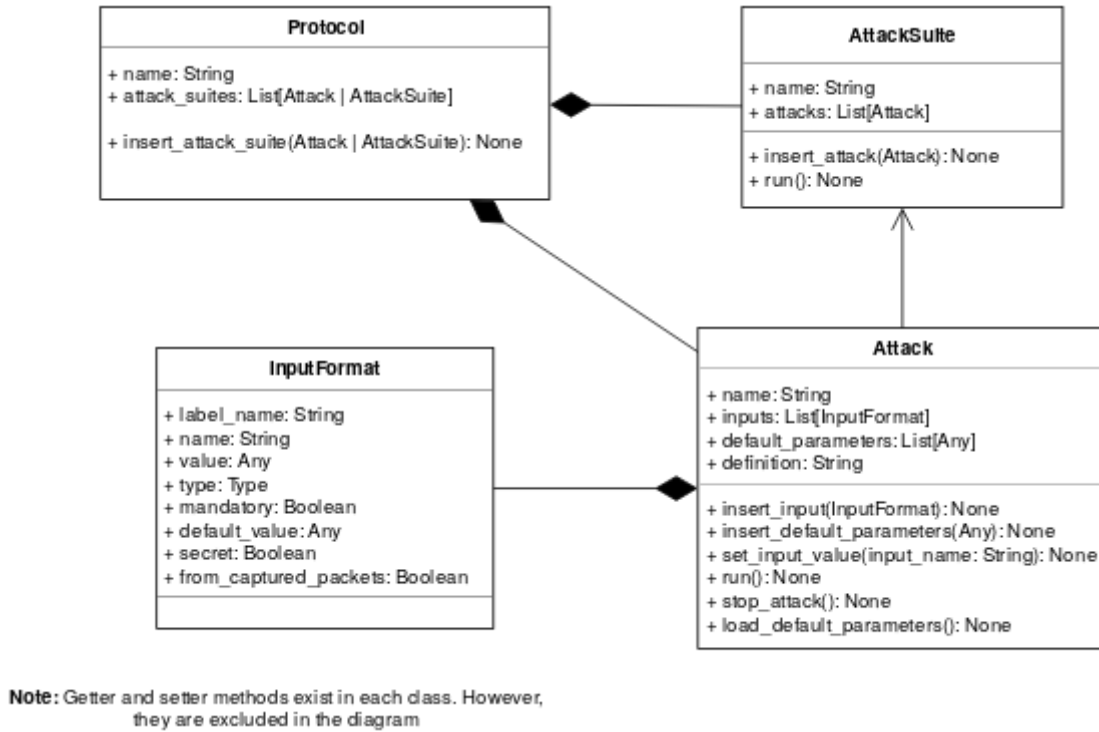 Protocol
+ name: String
+ attack_suites: List[Attack | AttackSuite]
+ insert_attack_suite(Attack | AttackSuite): None
AttackSuite
+ name: String
+ attacks: List[Attack]
+ insert_attack(Attack): None
+ run(): None
InputFormat
+ label_name: String
+ name: String
+ value: Any
+ type: Type
+ mandatory: Boolean
+ default_value: Any
+ secret: Boolean
+ from_captured_packets: Boolean
Attack
+ name: String
+ inputs: List[InputFormat]
+ default_parameters: List[Any]
+ definition: String
+ insert_input(InputFormat): None
+ insert_default_parameters(Any): None
+ set_input_value(input_name: String): None
+ run(): None
+ stop_attack(): None
+ load_default_parameters(): None
Note: Getter and setter methods exist in each class. However,
they are excluded in the diagram